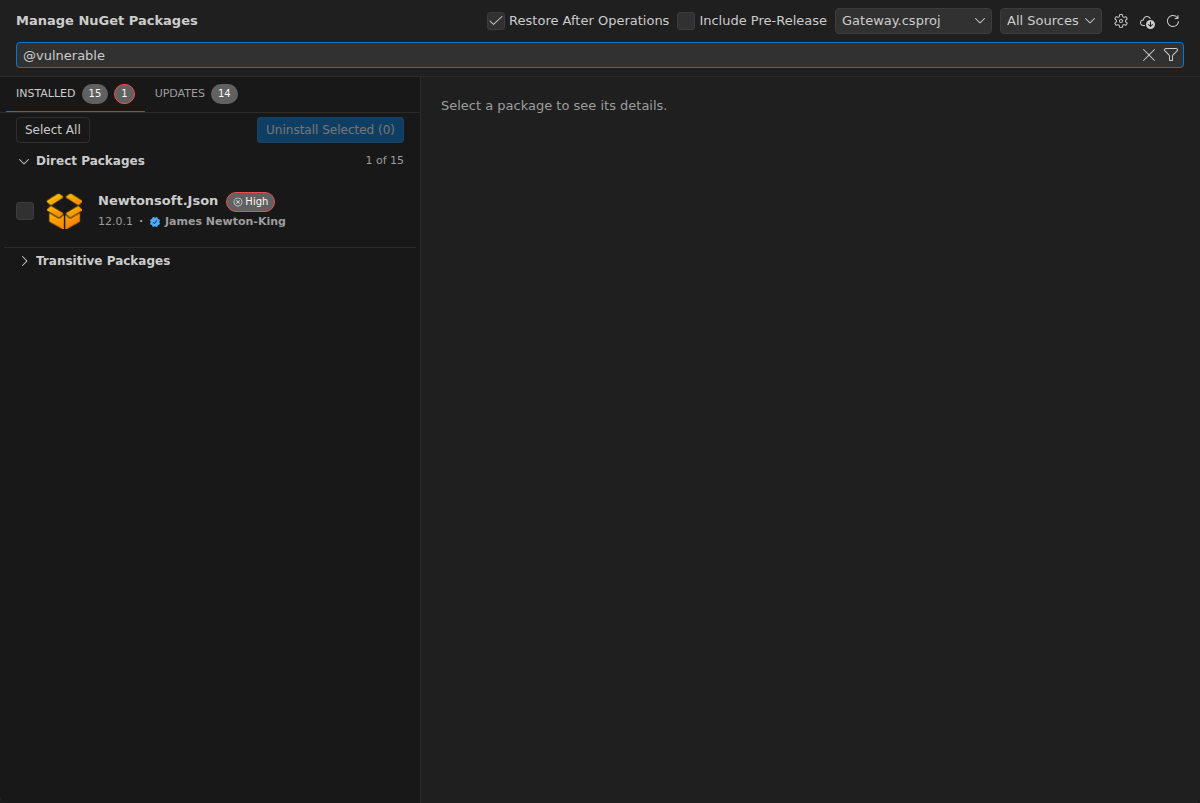 Manage NuGet Packages
Restore After Operations
Include Pre-Release
Gateway.csproj
All Sources
@vulnerable
INSTALLED 15 1 UPDATES 14
Select a package to see its details.
Select All
Uninstall Selected (0)
Direct Packages
1 of 15
Newtonsoft.Json High
12.0.1 · James Newton-King
Transitive Packages